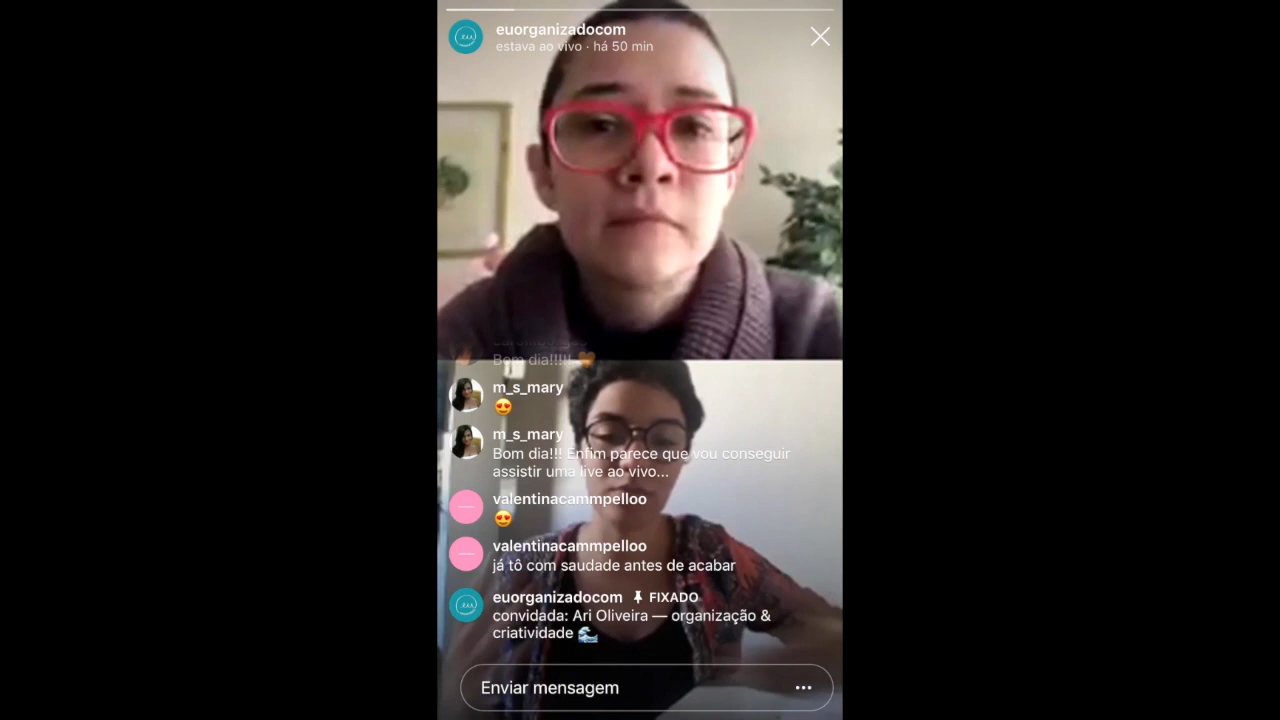 euorganizadocom
estava ao vivo · há 50 min
Bom dia!!!!! 🧡
m_s_mary
😍
m_s_mary
Bom dia!!! Enfim parece que vou conseguir
assistir uma live ao vivo...
valentinacammpelloo
😍
valentinacammpelloo
já tô com saudade antes de acabar
euorganizadocom FIXADO
convidada: Ari Oliveira — organização &
criatividade 🌊
Enviar mensagem